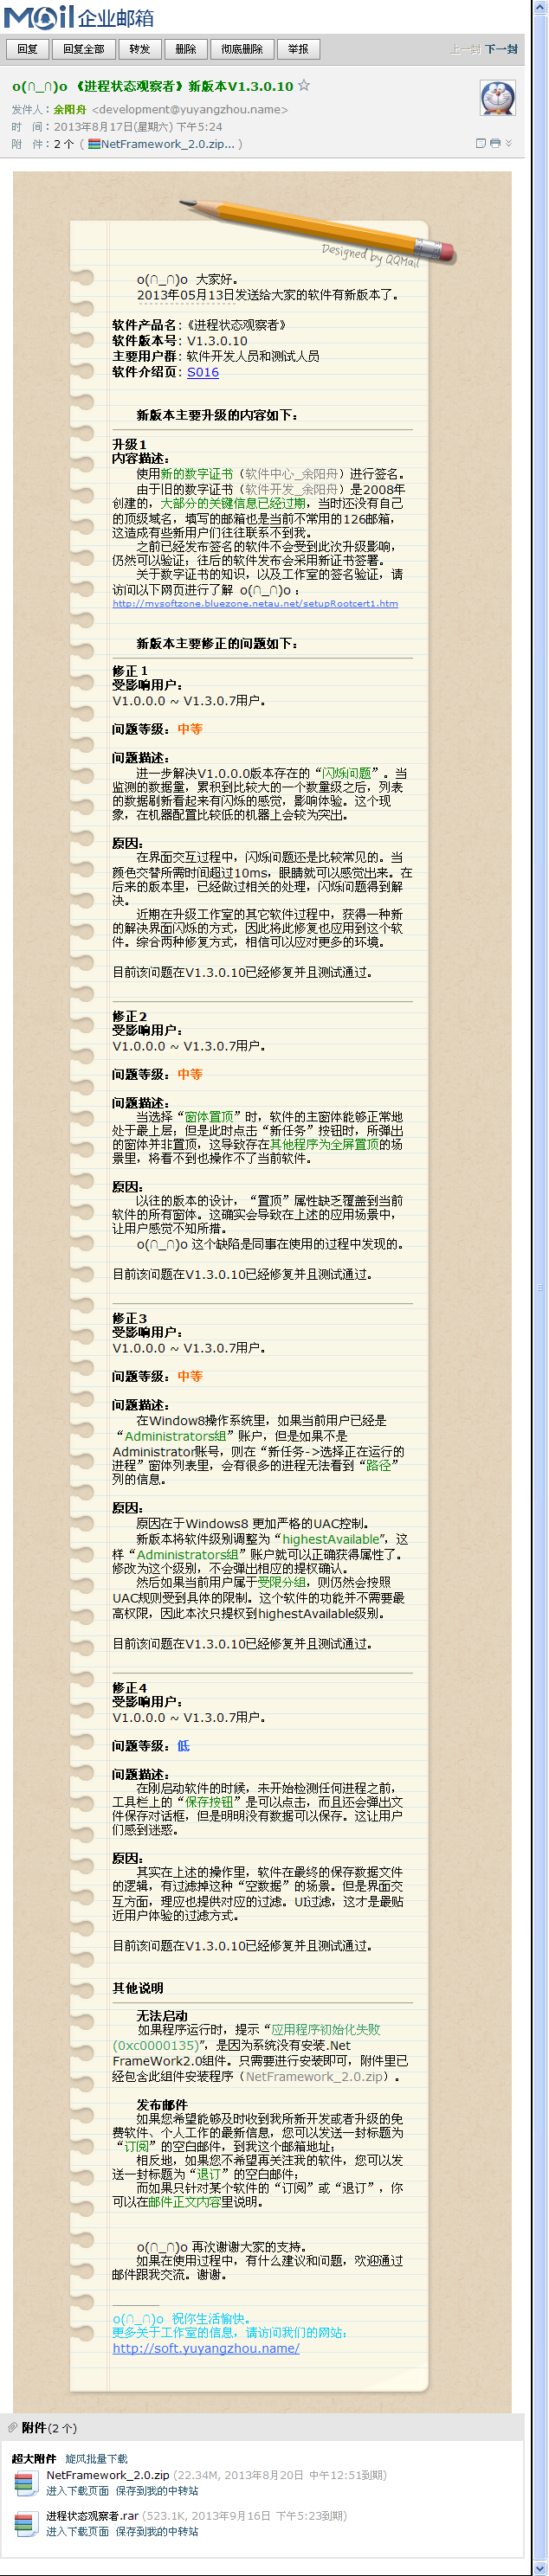 Mail 企业邮箱
回复 回复全部 转发 删除 彻底删除 举报 上一封 下一封
o(∩_∩)o 《进程状态观察者》新版本V1.3.0.10 ☆
发件人：余阳舟 <development@yuyangzhou.name>
时 间：2013年8月17日(星期六) 下午5:24
附 件：2 个 ( NetFramework_2.0.zip... )
Designed by QQMail
o(∩_∩)o 大家好。
2013年05月13日发送给大家的软件有新版本了。
软件产品名：《进程状态观察者》
软件版本号：V1.3.0.10
主要用户群：软件开发人员和测试人员
软件介绍页：S016
新版本主要升级的内容如下：
升级1
内容描述：
使用新的数字证书（软件中心_余阳舟）进行签名。
由于旧的数字证书（软件开发_余阳舟）是2008年
创建的，大部分的关键信息已经过期，当时还没有自己
的顶级域名，填写的邮箱也是当前不常用的126邮箱，
这造成有些新用户们往往联系不到我。
之前已经发布签名的软件不会受到此次升级影响，
仍然可以验证，往后的软件发布会采用新证书签署。
关于数字证书的知识，以及工作室的签名验证，请
访问以下网页进行了解 o(∩_∩)o：
http://mysoftzone.bluezone.netau.net/setupRootcert1.htm
新版本主要修正的问题如下：
修正１
受影响用户：
V1.0.0.0 ~ V1.3.0.7用户。
问题等级：中等
问题描述：
进一步解决V1.0.0.0版本存在的“闪烁问题”。当
监测的数据量，累积到比较大的一个数量级之后，列表
的数据刷新看起来有闪烁的感觉，影响体验。这个现
象，在机器配置比较低的机器上会较为突出。
原因：
在界面交互过程中，闪烁问题还是比较常见的。当
颜色交替所需时间超过10ms，眼睛就可以感觉出来。在
后来的版本里，已经做过相关的处理，闪烁问题得到解
决。
近期在升级工作室的其它软件过程中，获得一种新
的解决界面闪烁的方式，因此将此修复也应用到这个软
件。综合两种修复方式，相信可以应对更多的环境。
目前该问题在V1.3.0.10已经修复并且测试通过。
修正2
受影响用户：
V1.0.0.0 ~ V1.3.0.7用户。
问题等级：中等
问题描述：
当选择“窗体置顶”时，软件的主窗体能够正常地
处于最上层，但是此时点击“新任务”按钮时，所弹出
的窗体并非置顶，这导致存在其他程序为全屏置顶的场
景里，将看不到也操作不了当前软件。
原因：
以往的版本的设计，“置顶”属性缺乏覆盖到当前
软件的所有窗体。这确实会导致在上述的应用场景中，
让用户感觉不知所措。
o(∩_∩)o 这个缺陷是同事在使用的过程中发现的。
目前该问题在V1.3.0.10已经修复并且测试通过。
修正3
受影响用户：
V1.0.0.0 ~ V1.3.0.7用户。
问题等级：中等
问题描述：
在Window8操作系统里，如果当前用户已经是
“Administrators组”账户，但是如果不是
Administrator账号，则在“新任务->选择正在运行的
进程”窗体列表里，会有很多的进程无法看到“路径”
列的信息。
原因：
原因在于Windows8 更加严格的UAC控制。
新版本将软件级别调整为“highestAvailable”，这
样“Administrators组”账户就可以正确获得属性了。
修改为这个级别，不会弹出相应的提权确认。
然后如果当前用户属于受限分组，则仍然会按照
UAC规则受到具体的限制。这个软件的功能并不需要最
高权限，因此本次只提权到highestAvailable级别。
目前该问题在V1.3.0.10已经修复并且测试通过。
修正4
受影响用户：
V1.0.0.0 ~ V1.3.0.7用户。
问题等级：低
问题描述：
在刚启动软件的时候，未开始检测任何进程之前，
工具栏上的“保存按钮”是可以点击，而且还会弹出文
件保存对话框，但是明明没有数据可以保存。这让用户
们感到迷惑。
原因：
其实在上述的操作里，软件在最终的保存数据文件
的逻辑，有过滤掉这种“空数据”的场景。但是界面交
互方面，理应也提供对应的过滤。UI过滤，这才是最贴
近用户体验的过滤方式。
目前该问题在V1.3.0.10已经修复并且测试通过。
其他说明
无法启动
如果程序运行时，提示“应用程序初始化失败
(0xc0000135)”，是因为系统没有安装.Net
FrameWork2.0组件。只需要进行安装即可，附件里已
经包含此组件安装程序（NetFramework_2.0.zip）。
发布邮件
如果您希望能够及时收到我所新开发或者升级的免
费软件、个人工作的最新信息，您可以发送一封标题为
“订阅”的空白邮件，到我这个邮箱地址；
相反地，如果您不希望再关注我的软件，您可以发
送一封标题为“退订”的空白邮件；
而如果只针对某个软件的“订阅”或“退订”，你
可以在邮件正文内容里说明。
o(∩_∩)o 再次谢谢大家的支持。
如果在使用过程中，有什么建议和问题，欢迎通过
邮件跟我交流。谢谢。
o(∩_∩)o 祝你生活愉快。
更多关于工作室的信息，请访问我们的网站：
http://soft.yuyangzhou.name/
附件(2 个)
超大附件 旋风批量下载
NetFramework_2.0.zip (22.34M, 2013年8月20日 中午12:51到期)
进入下载页面 保存到我的中转站
进程状态观察者.rar (523.1K, 2013年9月16日 下午5:23到期)
进入下载页面 保存到我的中转站